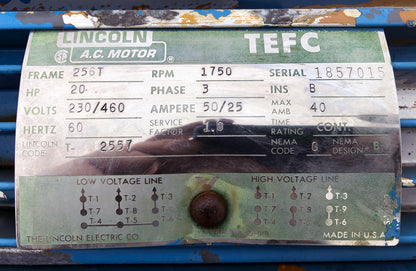 LINCOLN TEFC
A.C. MOTOR ®
FRAME 256T RPM 1750 SERIAL 1857015
HP 20 PHASE 3 INS B
VOLTS 230/460 AMPERE 50/25 MAX AMB 40
HERTZ 60 SERVICE FACTOR 1.0 TIME RATING CONT.
LINCOLN CODE T- 2557 NEMA CODE G NEMA DESIGN B
LOW VOLTAGE LINE HIGH VOLTAGE LINE
T-1 T-2 T-3 T-1 T-2 T-3
T-7 T-8 T-9 T-7 T-8 T-9
T-4 T-5 T-6 T-4 T-5 T-6
THE LINCOLN ELECTRIC CO. MADE IN U.S.A.